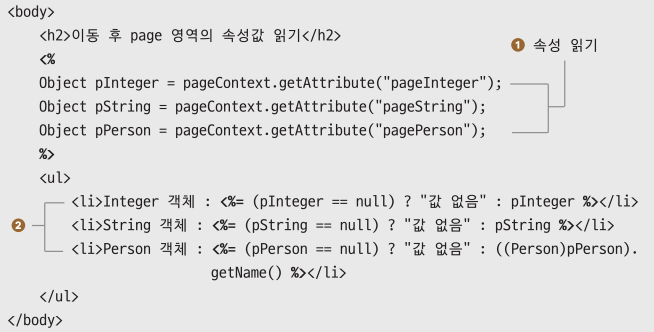 <body>
<h2>이동 후 page 영역의 속성값 읽기</h2>
❶ 속성 읽기
<%
Object pInteger = pageContext.getAttribute("pageInteger");
Object pString = pageContext.getAttribute("pageString");
Object pPerson = pageContext.getAttribute("pagePerson");
%>
<ul>
<li>Integer 객체 : <%= (pInteger == null) ? "값 없음" : pInteger %></li>
❷ <li>String 객체 : <%= (pString == null) ? "값 없음" : pString %></li>
<li>Person 객체 : <%= (pPerson == null) ? "값 없음" : ((Person)pPerson).
getName() %></li>
</ul>
</body>